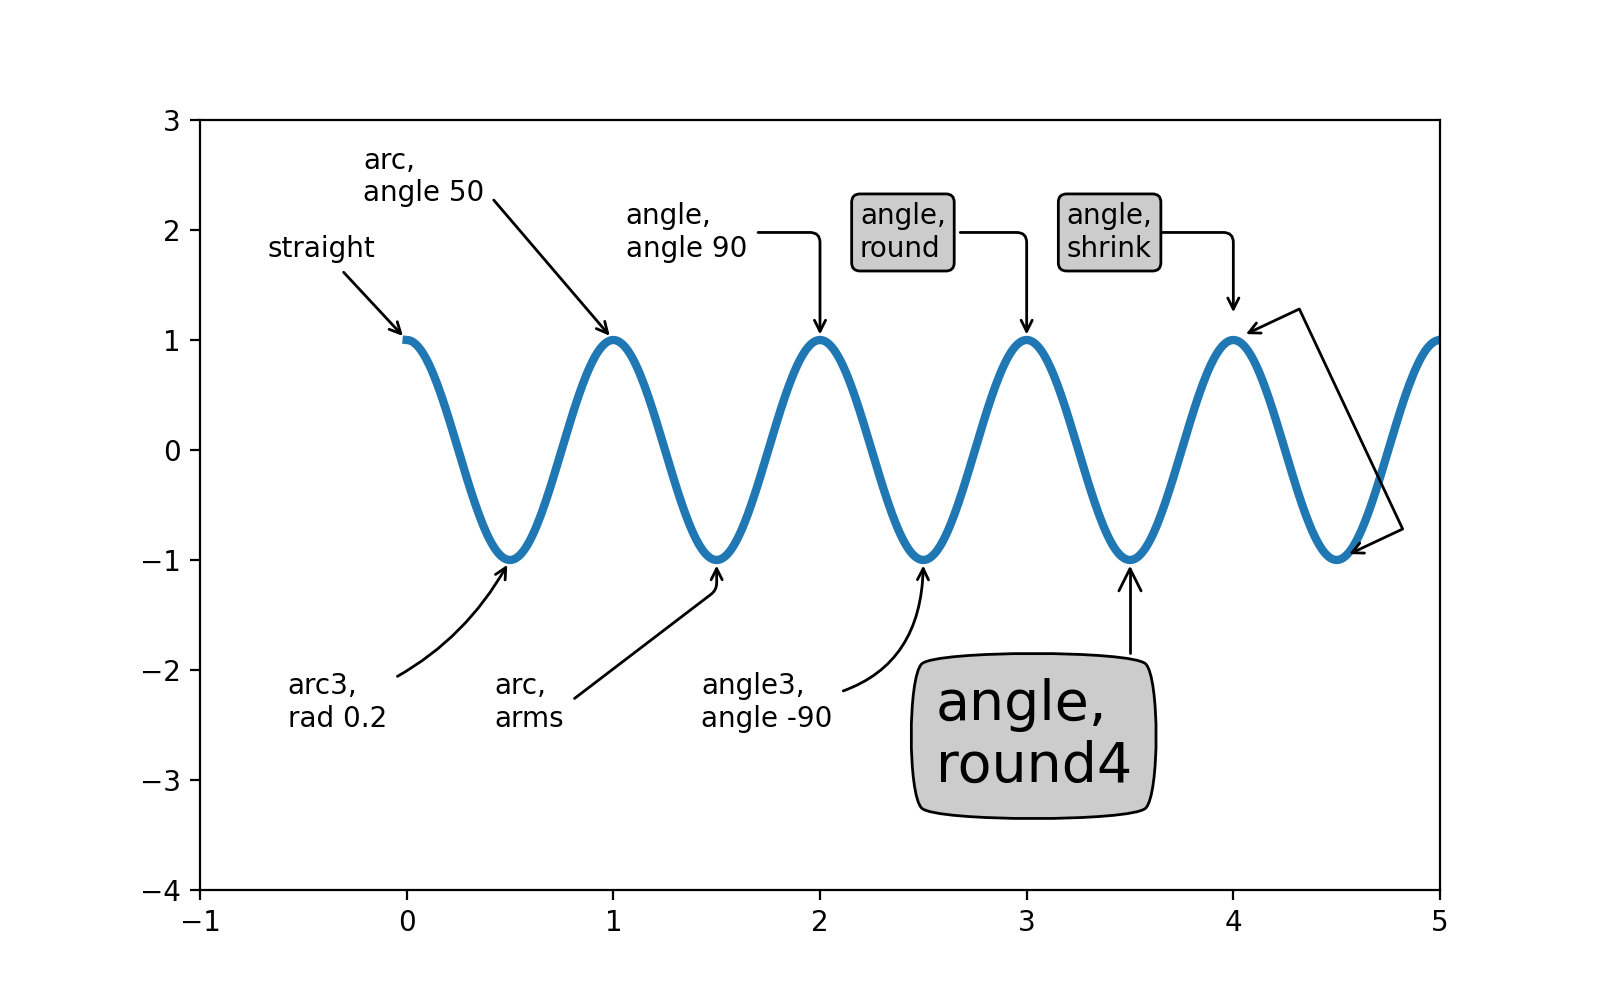 3
arc,
angle 50
straight
angle,
angle 90
angle,
round
angle,
shrink
2
1
0
−1
arc3,
rad 0.2
arc,
arms
angle3,
angle -90
angle,
round4
−2
−3
−4
−1 0 1 2 3 4 5